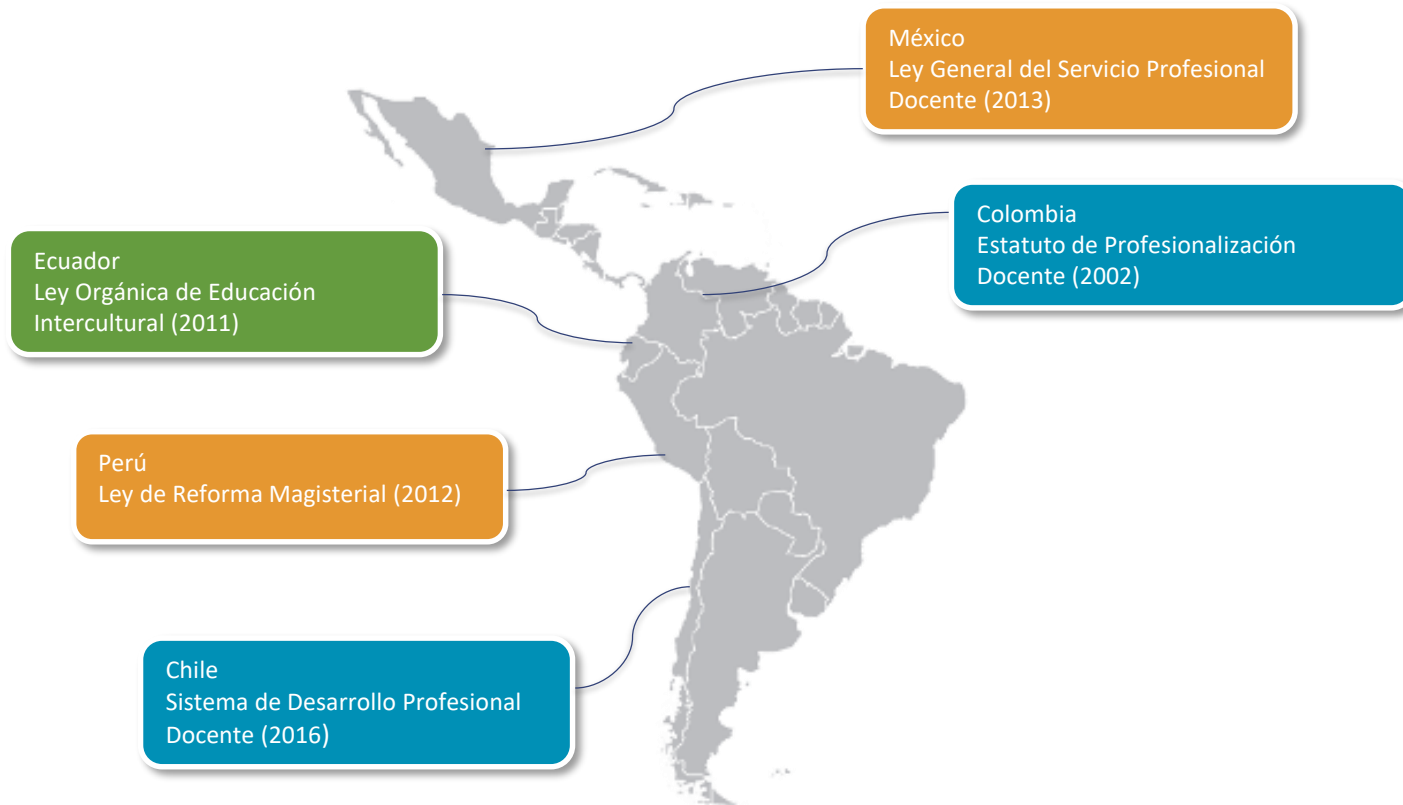 México
Ley General del Servicio Profesional
Docente (2013)
Colombia
Estatuto de Profesionalización
Docente (2002)
Ecuador
Ley Orgánica de Educación
Intercultural (2011)
Perú
Ley de Reforma Magisterial (2012)
Chile
Sistema de Desarrollo Profesional
Docente (2016)